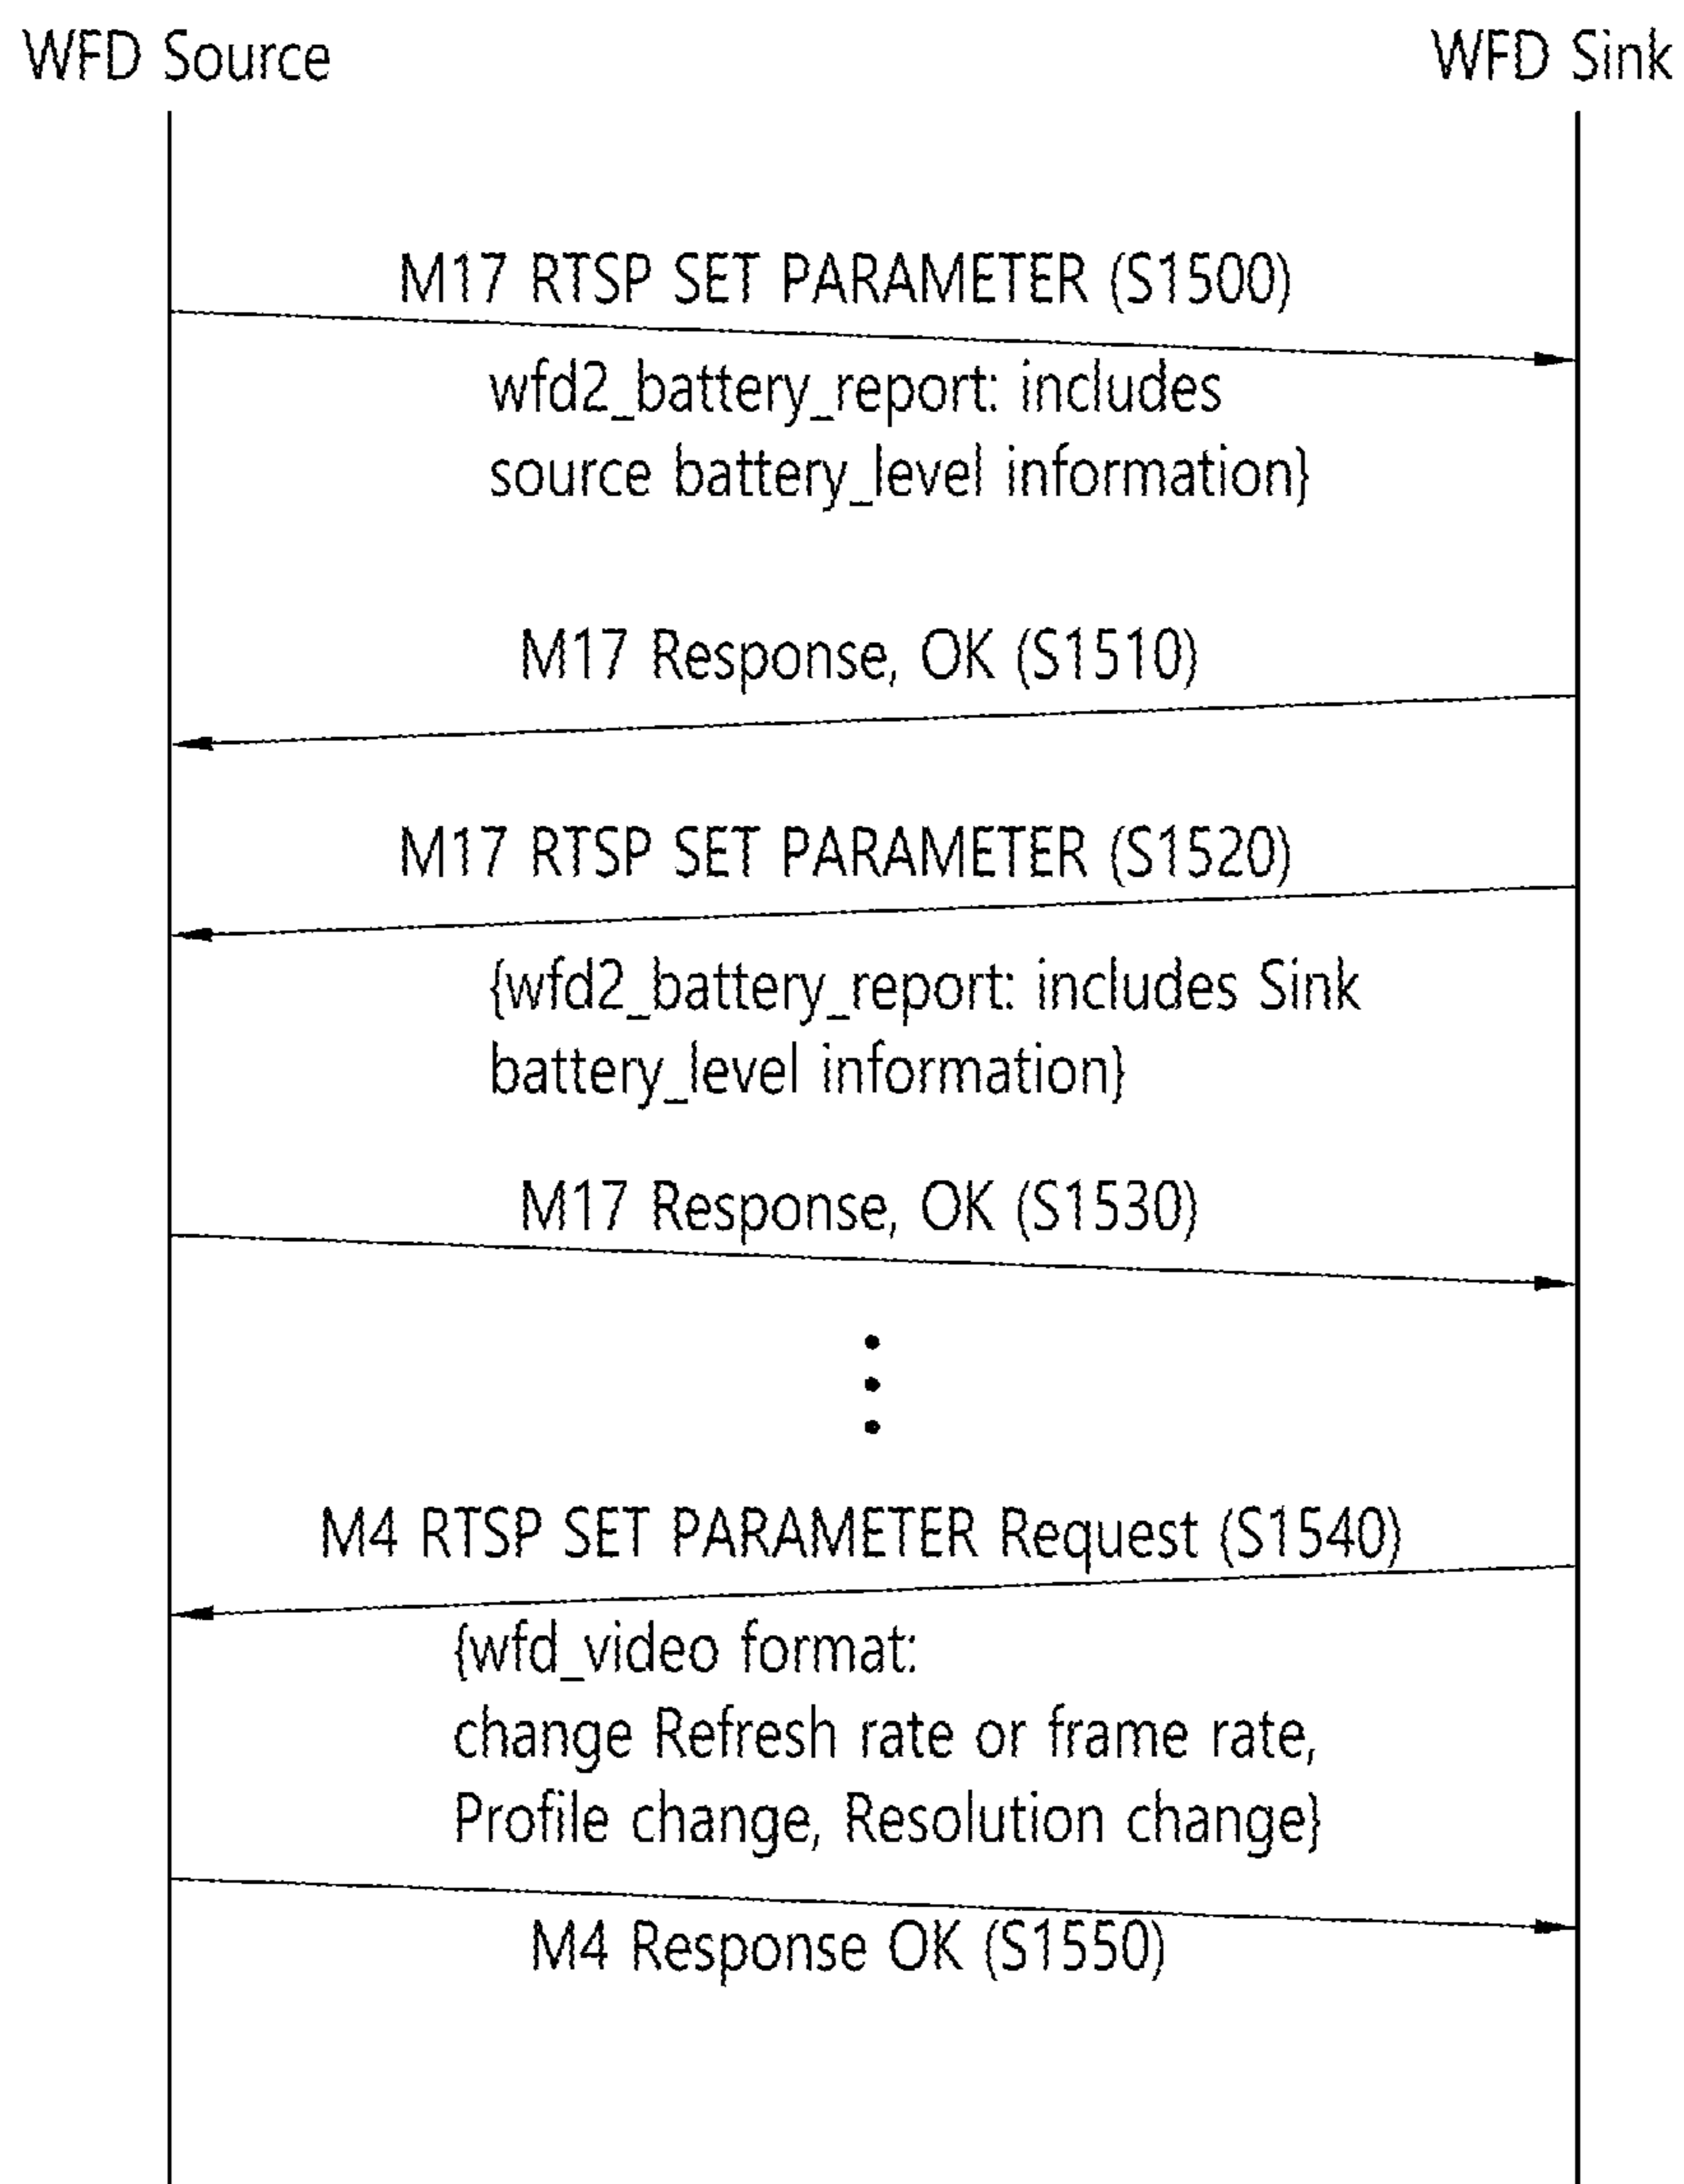 WFD Source
WFD Sink
M17 RTSP SET PARAMETER (S1500)
wfd2_battery_report: includes
source battery_level information}
M17 Response, OK (S1510)
M17 RTSP SET PARAMETER (S1520)
{wfd2_battery_report: includes Sink
battery_level information}
M17 Response, OK (S1530)
M4 RTSP SET PARAMETER Request (S1540)
{wfd_video format:
change Refresh rate or frame rate,
Profile change, Resolution change}
M4 Response OK (S1550)